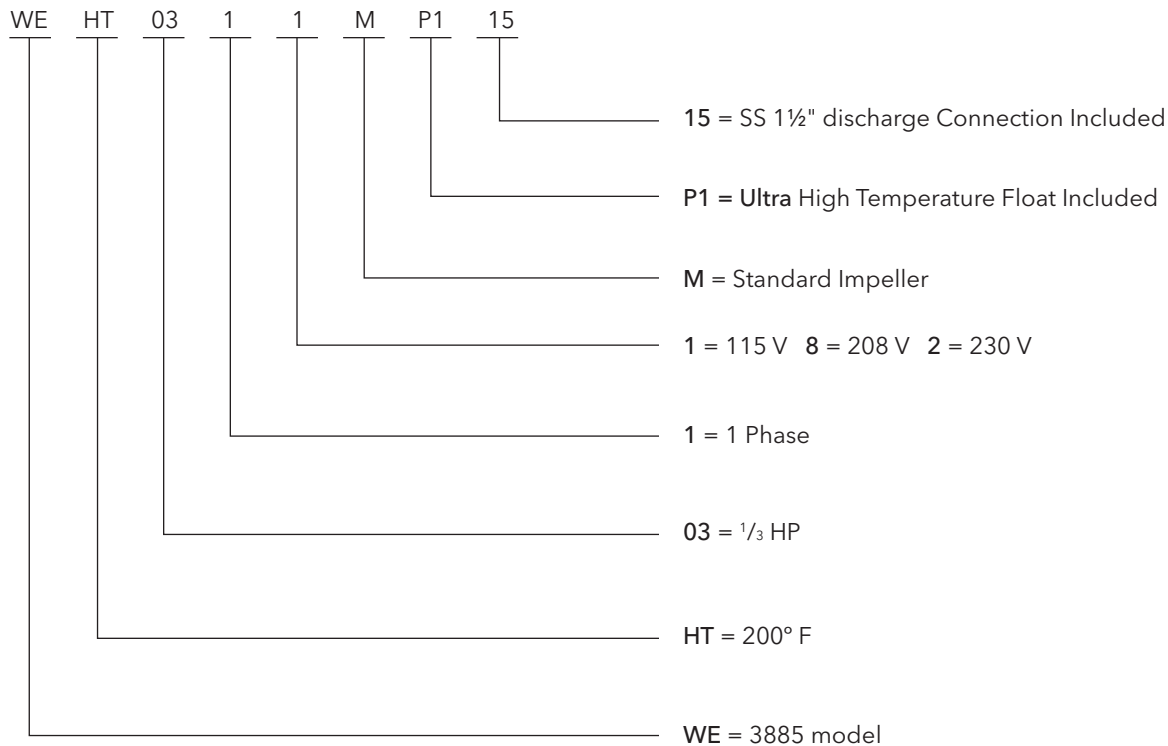 WE HT 03 1 1 M P1 15
15 = SS 1½" discharge Connection Included
P1 = Ultra High Temperature Float Included
M = Standard Impeller
1 = 115 V 8 = 208 V 2 = 230 V
1 = 1 Phase
03 = 1/3 HP
HT = 200º F
WE = 3885 model